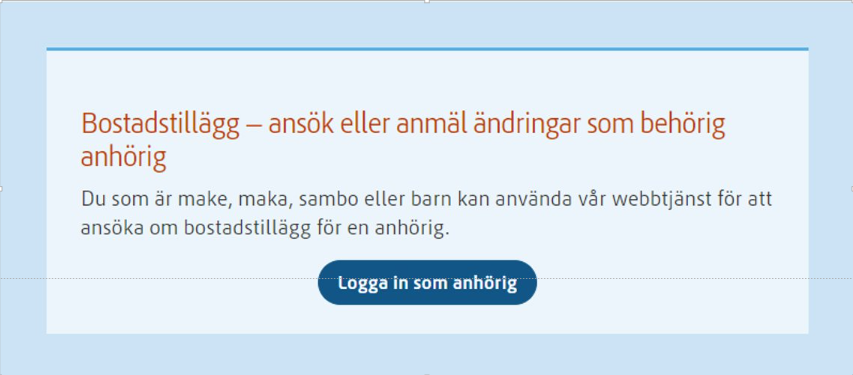 Bostadstillägg – ansök eller anmäl ändringar som behörig
anhörig
Du som är make, maka, sambo eller barn kan använda vår webbtjänst för att
ansöka om bostadstillägg för en anhörig.
Logga in som anhörig